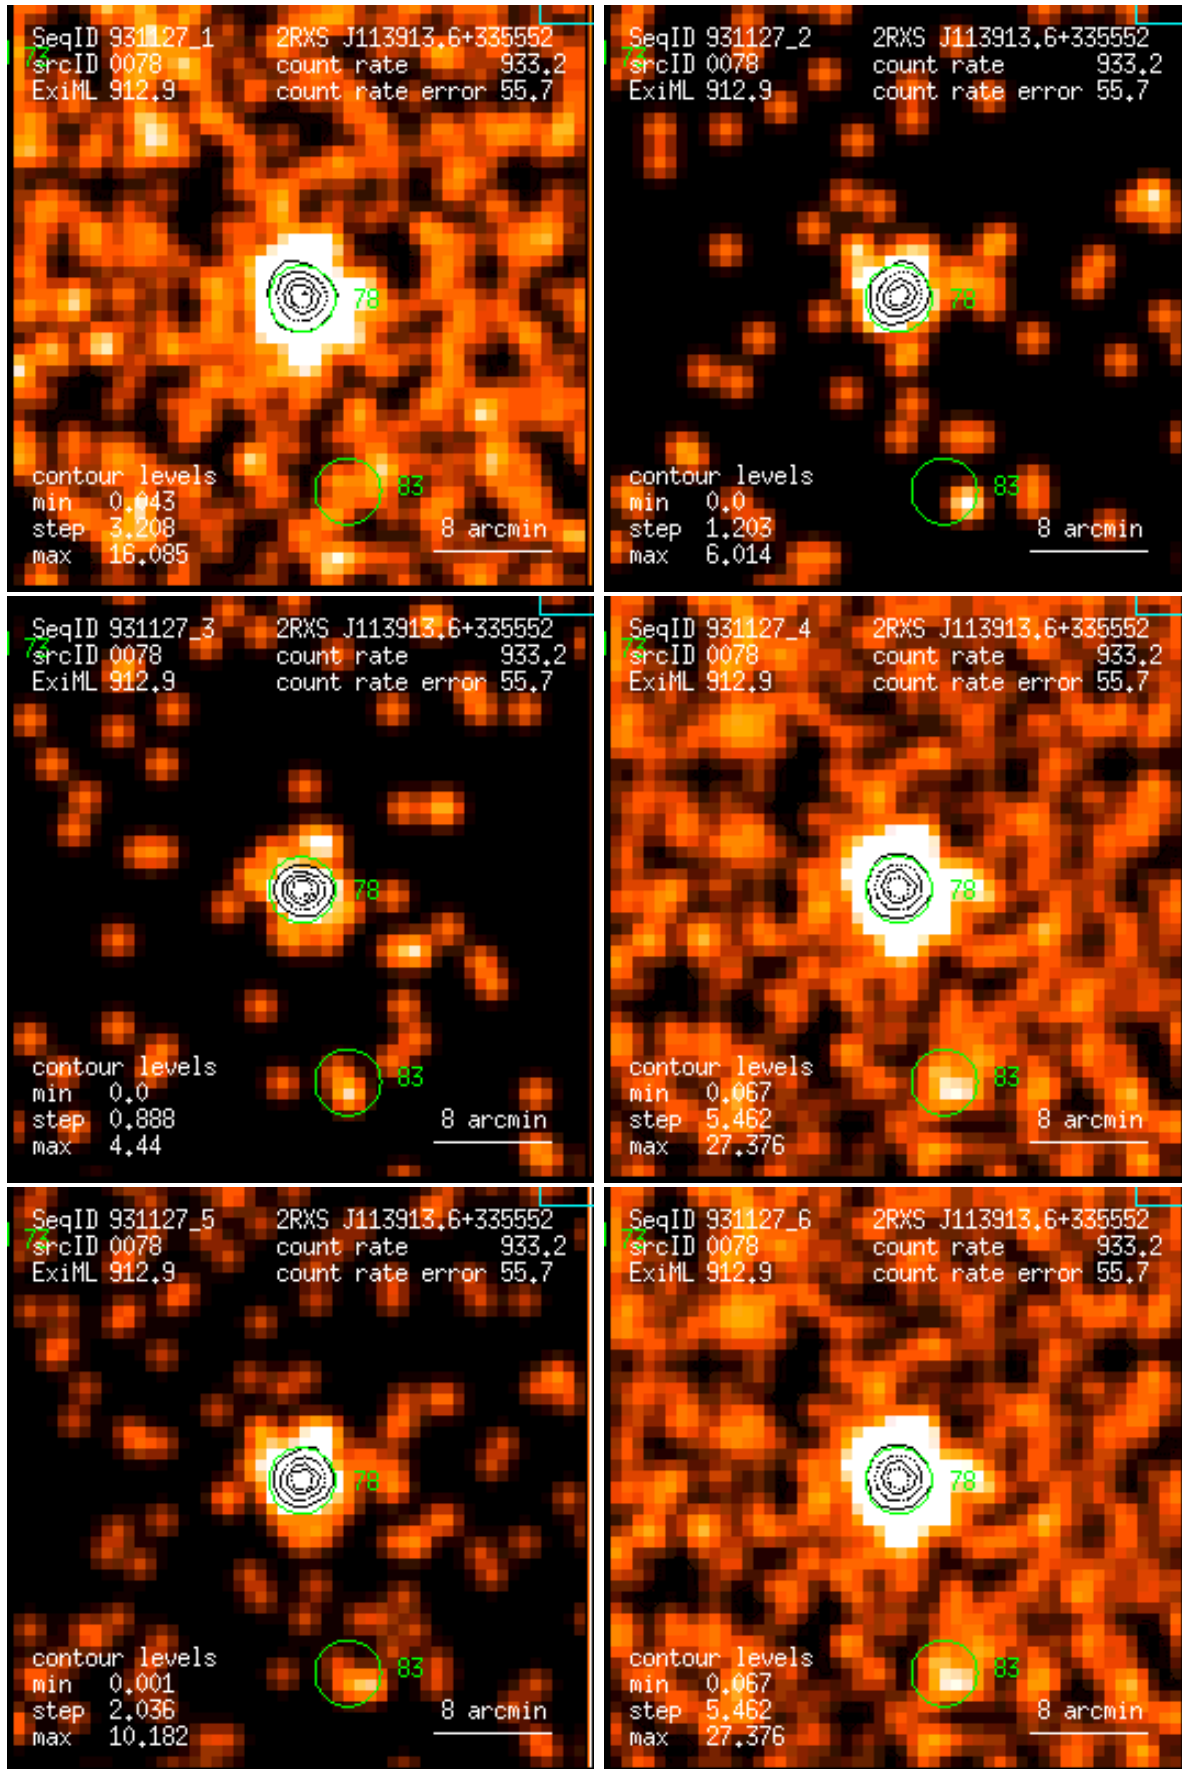 SeqID 931127_1 2RXS J113913.6+335552
73
srcID 0078 count rate 933.2
ExiML 912.9 count rate error 55.7
78
contour levels
83
min 0.043
step 3.208 8 arcmin
max 16.085
SeqID 931127_2 2RXS J113913.6+335552
73
srcID 0078 count rate 933.2
ExiML 912.9 count rate error 55.7
78
contour levels
83
min 0.0
step 1.203 8 arcmin
max 6.014
SeqID 931127_3 2RXS J113913.6+335552
73
srcID 0078 count rate 933.2
ExiML 912.9 count rate error 55.7
78
contour levels
83
min 0.0
step 0.888 8 arcmin
max 4.44
SeqID 931127_4 2RXS J113913.6+335552
73
srcID 0078 count rate 933.2
ExiML 912.9 count rate error 55.7
78
contour levels
83
min 0.067
step 5.462 8 arcmin
max 27.376
SeqID 931127_5 2RXS J113913.6+335552
73
srcID 0078 count rate 933.2
ExiML 912.9 count rate error 55.7
78
contour levels
83
min 0.001
step 2.036 8 arcmin
max 10.182
SeqID 931127_6 2RXS J113913.6+335552
73
srcID 0078 count rate 933.2
ExiML 912.9 count rate error 55.7
78
contour levels
83
min 0.067
step 5.462 8 arcmin
max 27.376